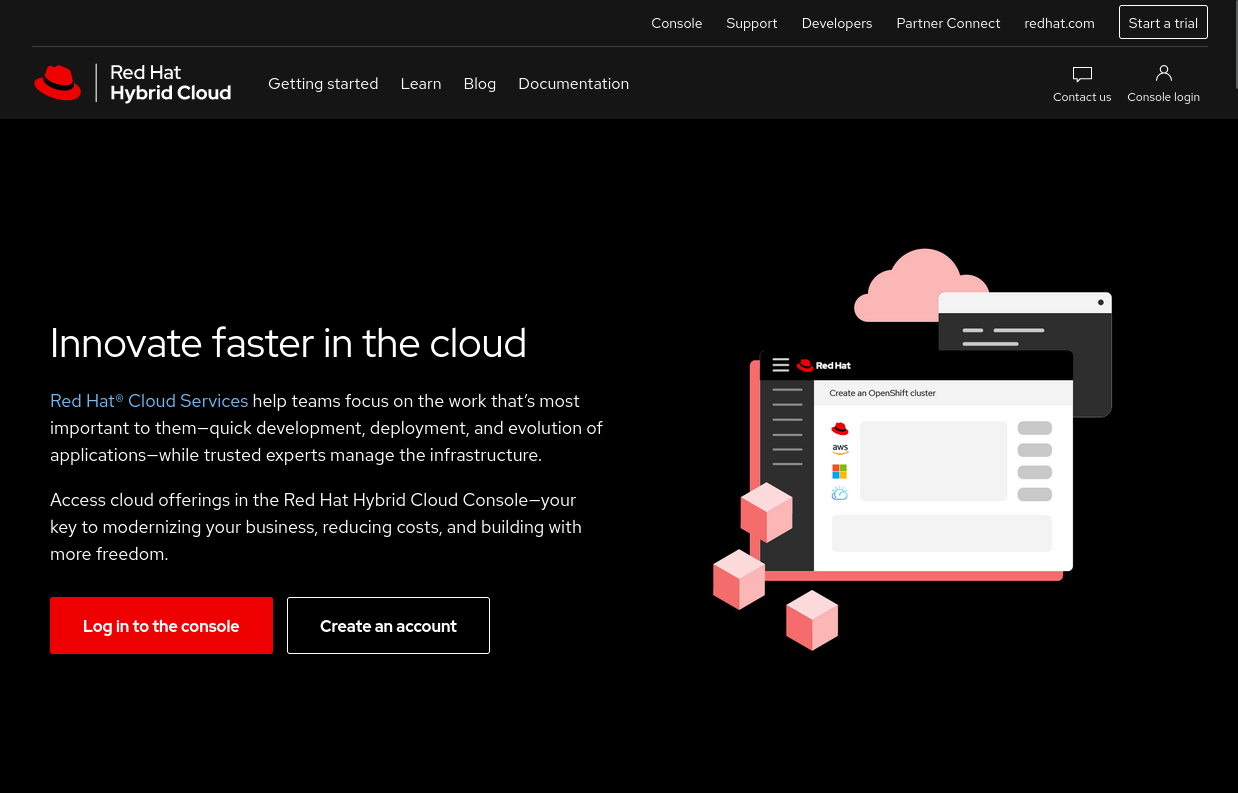 Console Support Developers Partner Connect redhat.com Start a trial
Red Hat
Hybrid Cloud
Getting started Learn Blog Documentation
Contact us Console login
Innovate faster in the cloud
Red Hat® Cloud Services help teams focus on the work that’s most
important to them—quick development, deployment, and evolution of
applications—while trusted experts manage the infrastructure.
Access cloud offerings in the Red Hat Hybrid Cloud Console—your
key to modernizing your business, reducing costs, and building with
more freedom.
Log in to the console Create an account
Red Hat
Create an OpenShift cluster
aws